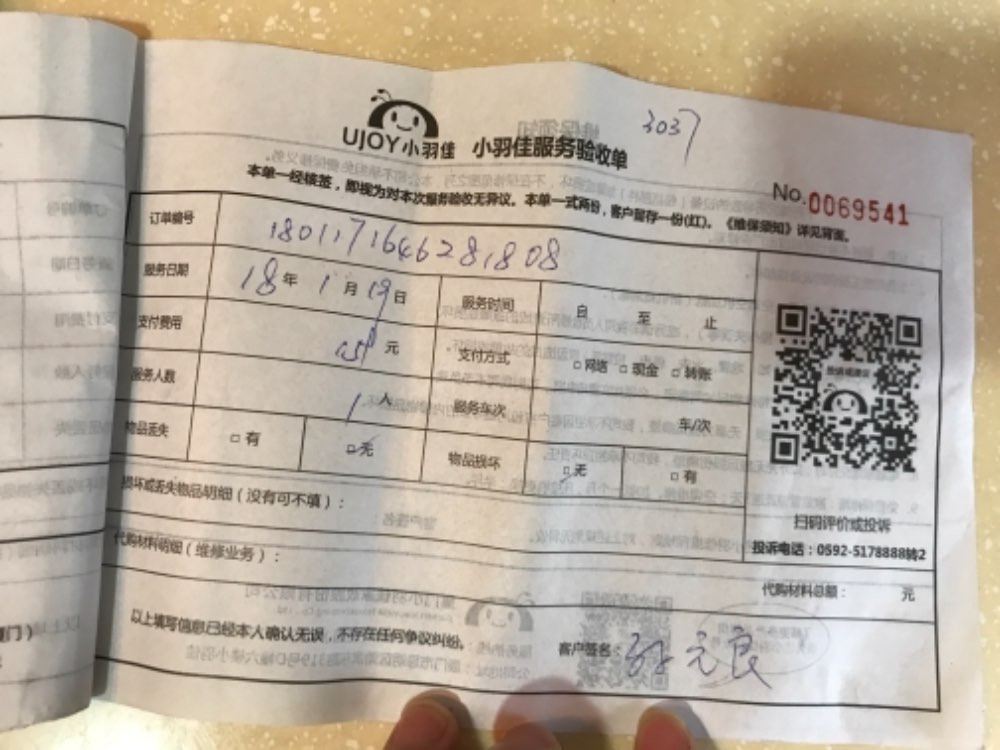 3037
UJOY小羽佳 小羽佳服务验收单
No.0069541
本单一经核签，即视为对本次服务验收无异议。本单一式两份，客户留存一份(红)。《维保须知》详见背面。
订单编号 1801171646281808
服务日期 18年1月19日 服务时间 自 至 止
支付费用 元 支付方式 □网络 □现金 □转账
服务人数 1人 服务车次 车/次
物品丢失 □有 □无 物品损坏 □无 □有
损坏或丢失物品明细（没有可不填）：
扫码评价或投诉
投诉电话：0592-5178888转2
代购材料明细（维修业务）：
代购材料总额： 元
以上填写信息已经本人确认无误，不存在任何争议纠纷。
客户签名： 元良